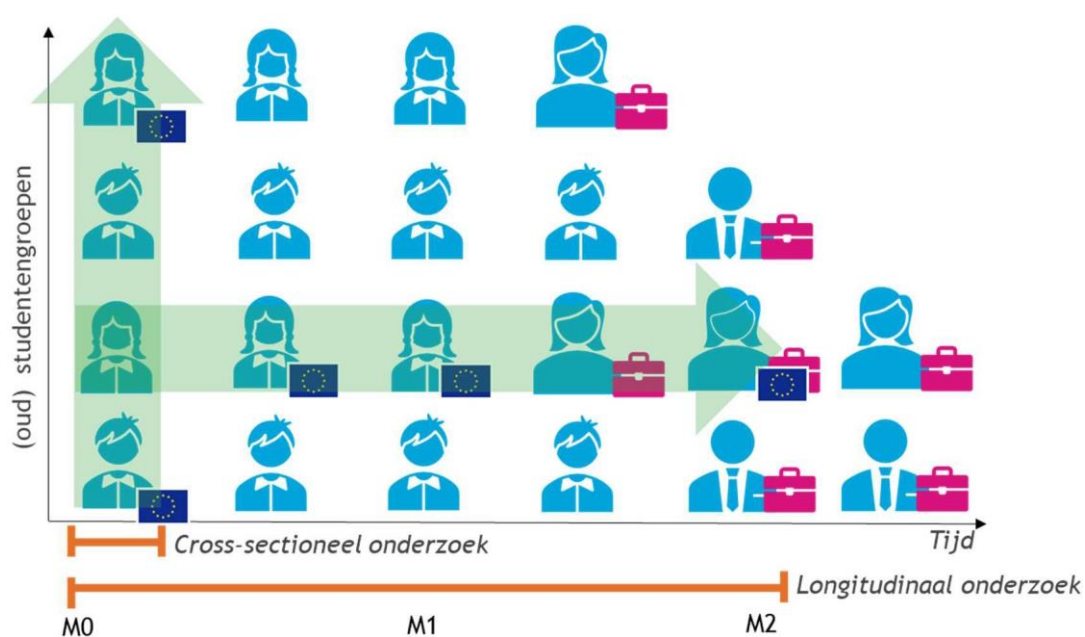 (oud) studentengroepen
Tijd
Cross-sectioneel onderzoek
Longitudinaal onderzoek
M0 M1 M2